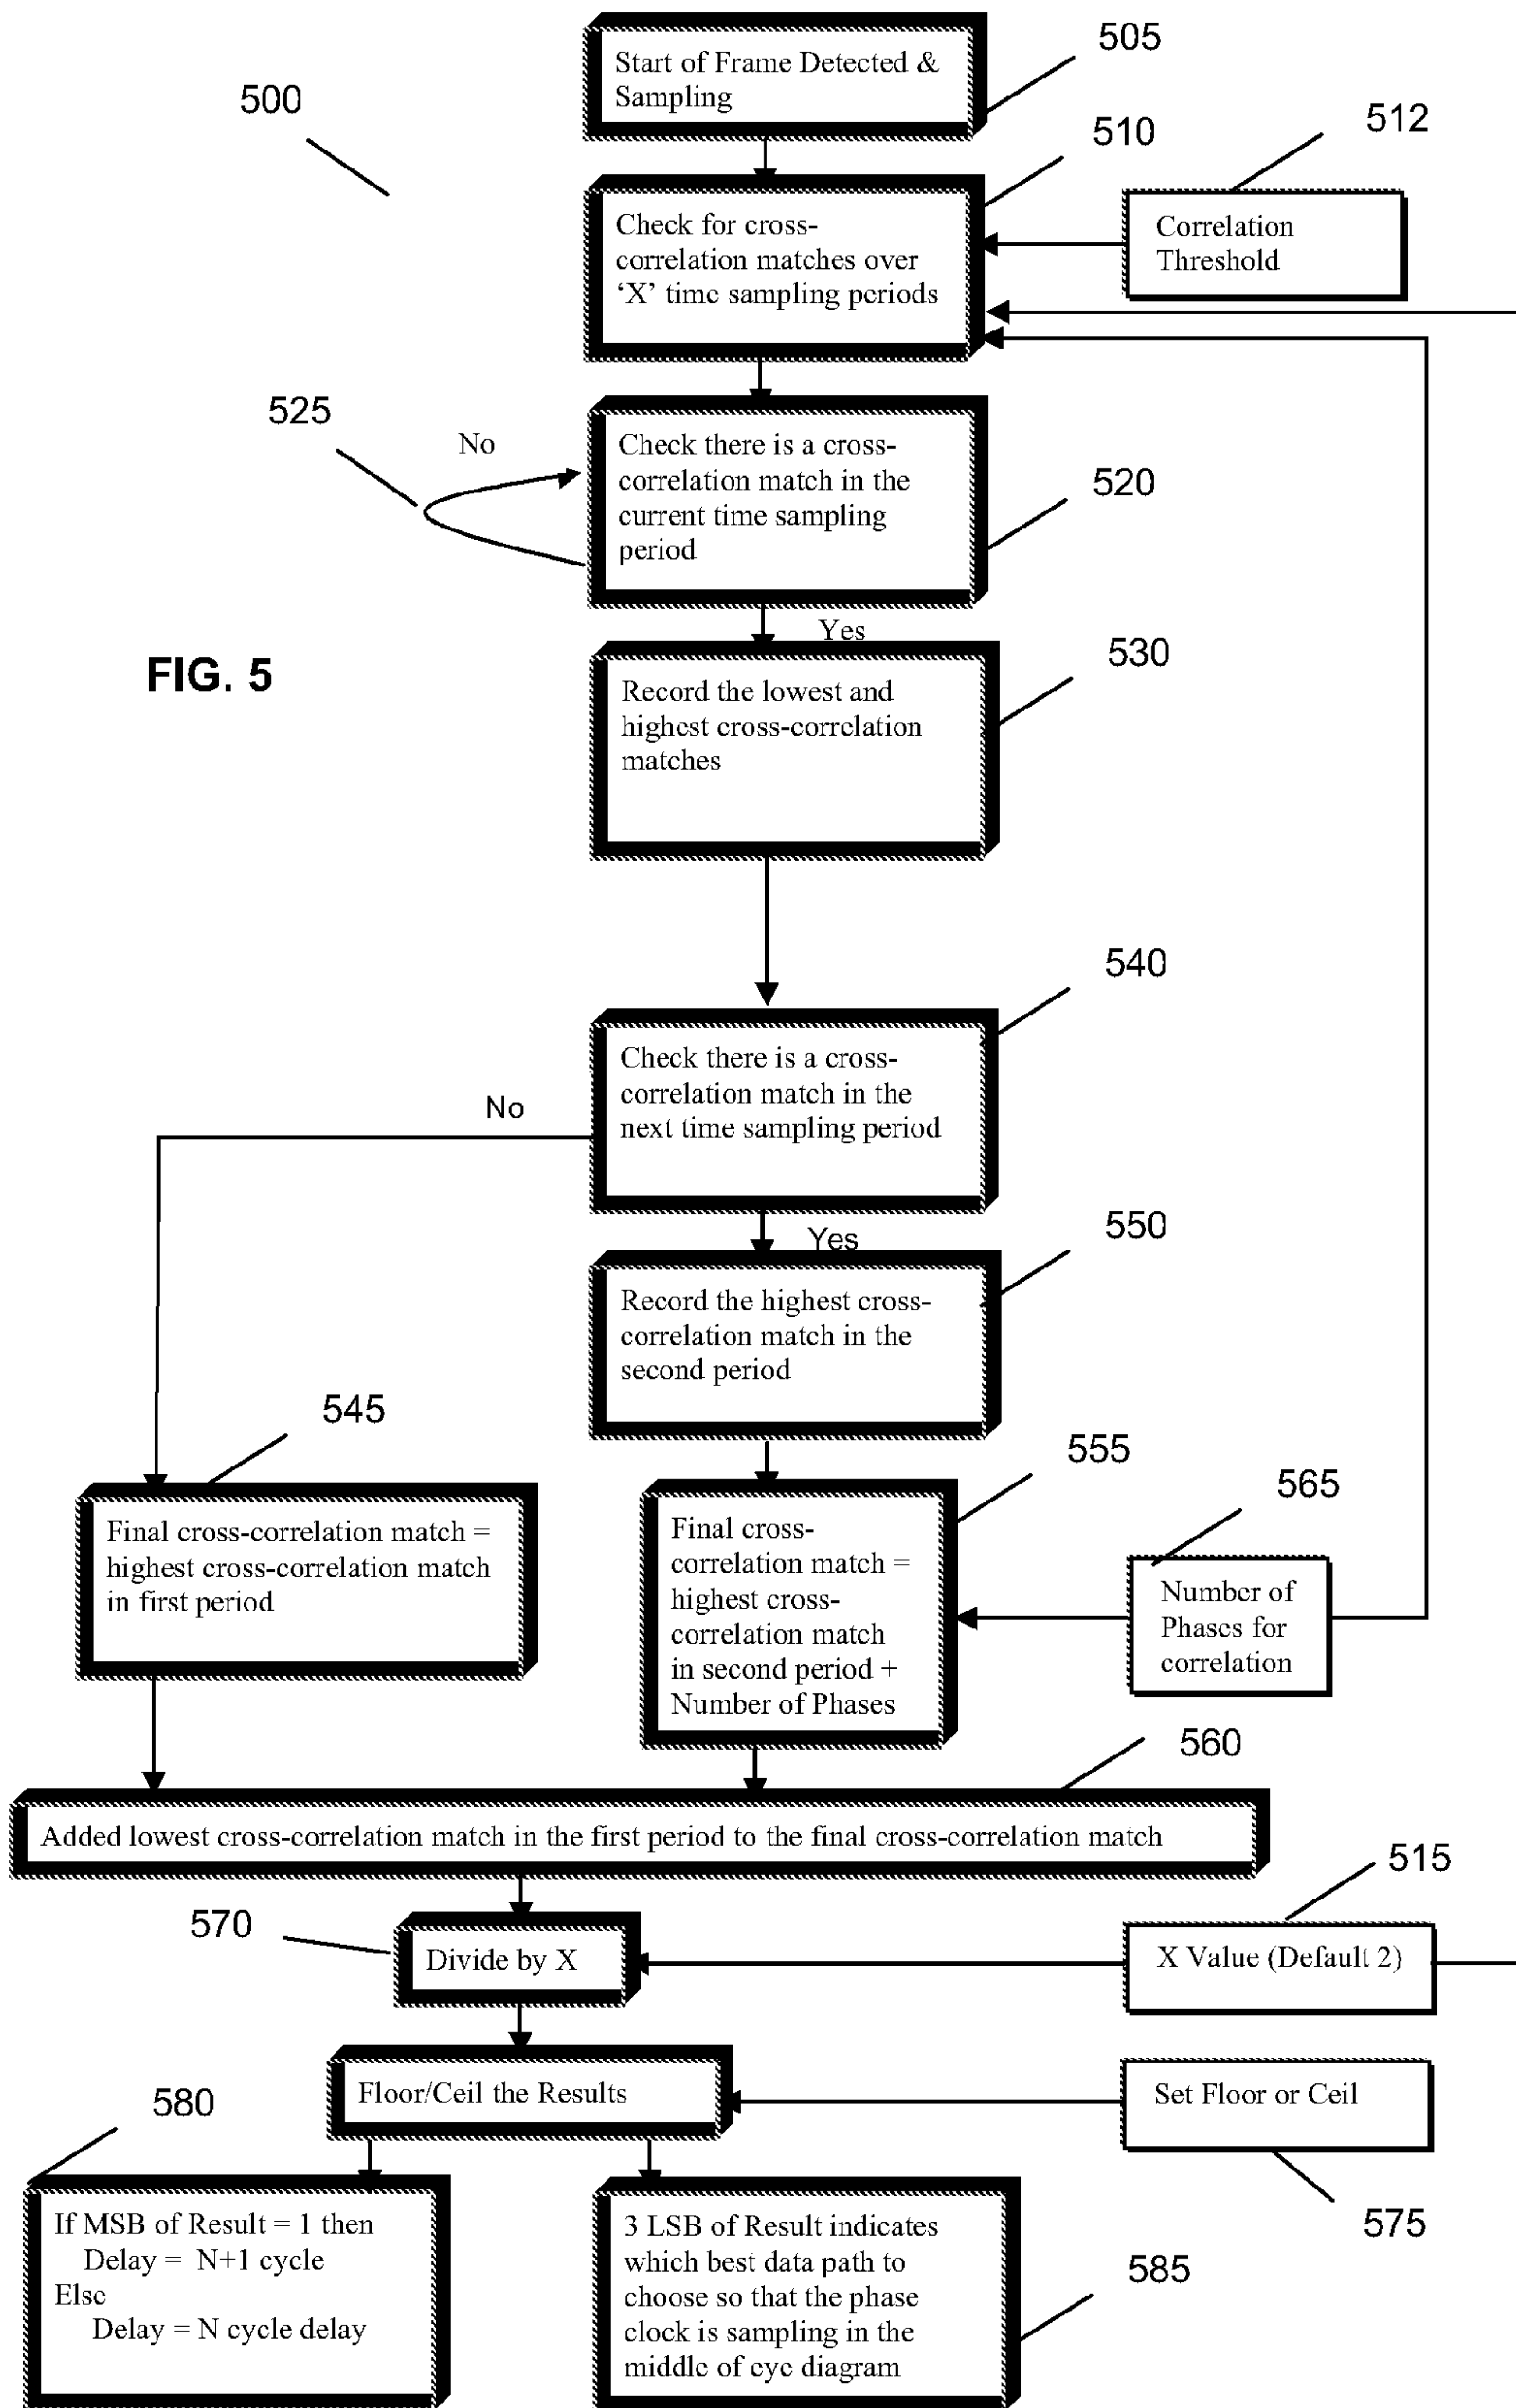 500
505
Start of Frame Detected &
Sampling
510
512
Check for cross-
correlation matches over
‘X’ time sampling periods
Correlation
Threshold
525
No
Check there is a cross-
correlation match in the
current time sampling
period
520
Yes
FIG. 5
530
Record the lowest and
highest cross-correlation
matches
540
Check there is a cross-
correlation match in the
next time sampling period
No
Yes
550
Record the highest cross-
correlation match in the
second period
545
555
565
Final cross-correlation match =
highest cross-correlation match
in first period
Final cross-
correlation match =
highest cross-
correlation match
in second period +
Number of Phases
Number of
Phases for
correlation
560
Added lowest cross-correlation match in the first period to the final cross-correlation match
515
570
Divide by X
X Value (Default 2)
Floor/Ceil the Results
Set Floor or Ceil
575
580
If MSB of Result = 1 then
Delay = N+1 cycle
Else
Delay = N cycle delay
3 LSB of Result indicates
which best data path to
choose so that the phase
clock is sampling in the
middle of eye diagram
585